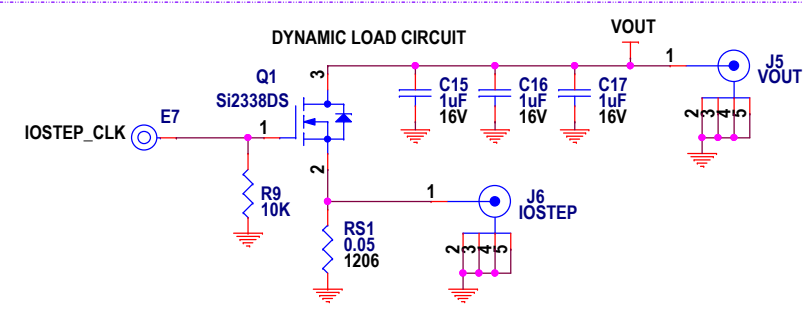 DYNAMIC LOAD CIRCUIT
VOUT
1
J5
VOUT
Q1
Si2338DS
3
C15
1uF
16V
C16
1uF
16V
C17
1uF
16V
2
3
4
5
IOSTEP_CLK
E7
1
2
R9
10K
1
J6
IOSTEP
RS1
0.05
1206
2
3
4
5